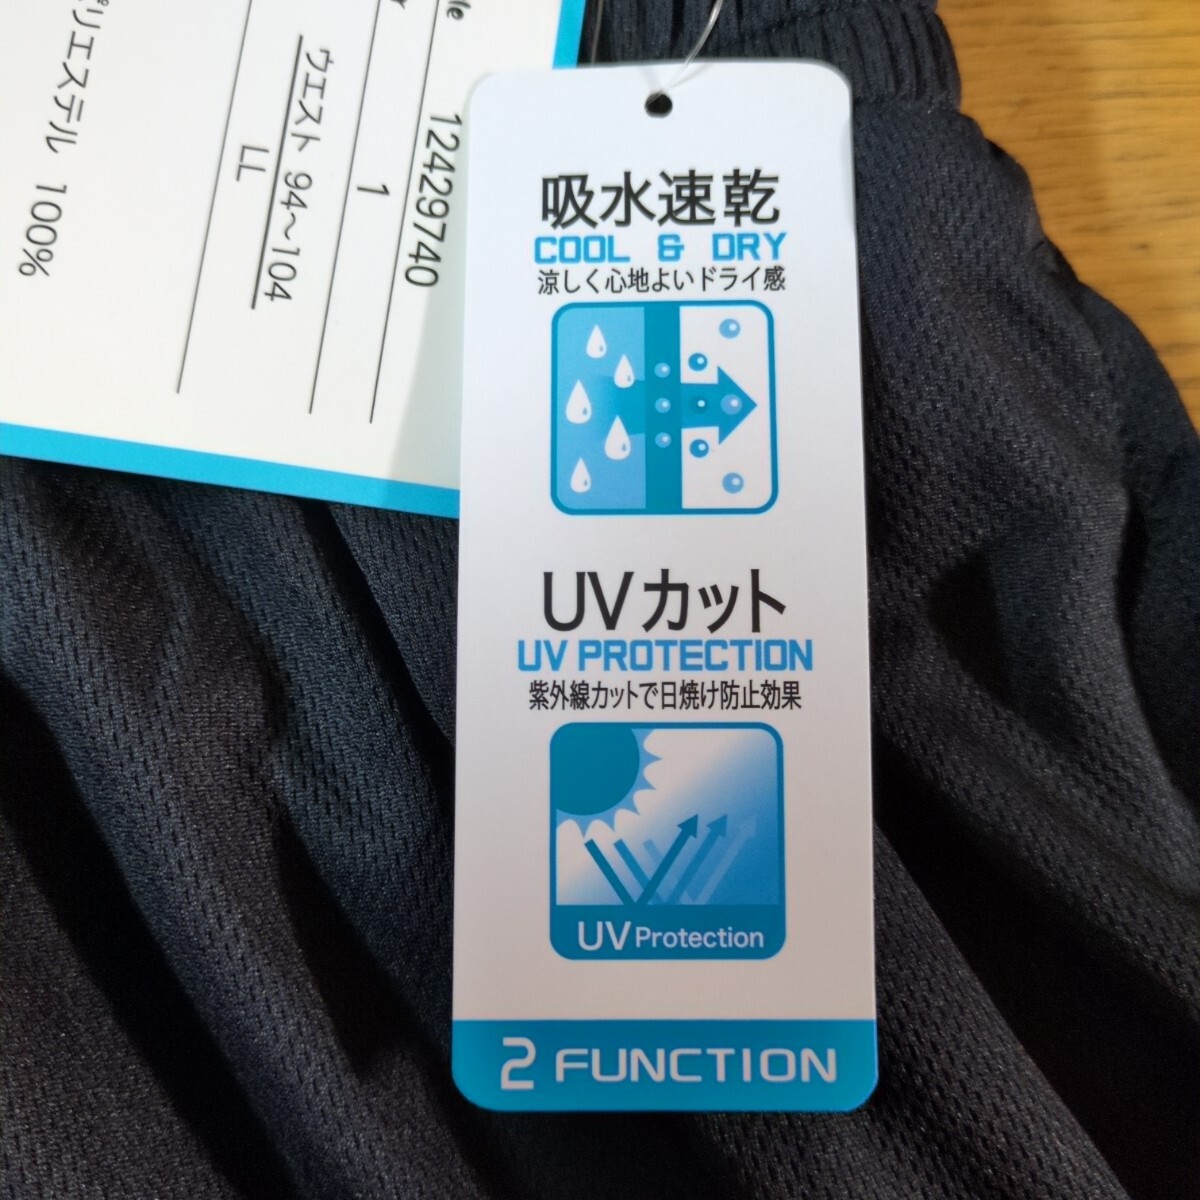 le
12429740
1
ウエスト 94～104
LL
ポリエステル 100%
吸水速乾
COOL & DRY
涼しく心地よいドライ感
UVカット
UV PROTECTION
紫外線カットで日焼け防止効果
UV Protection
2 FUNCTION